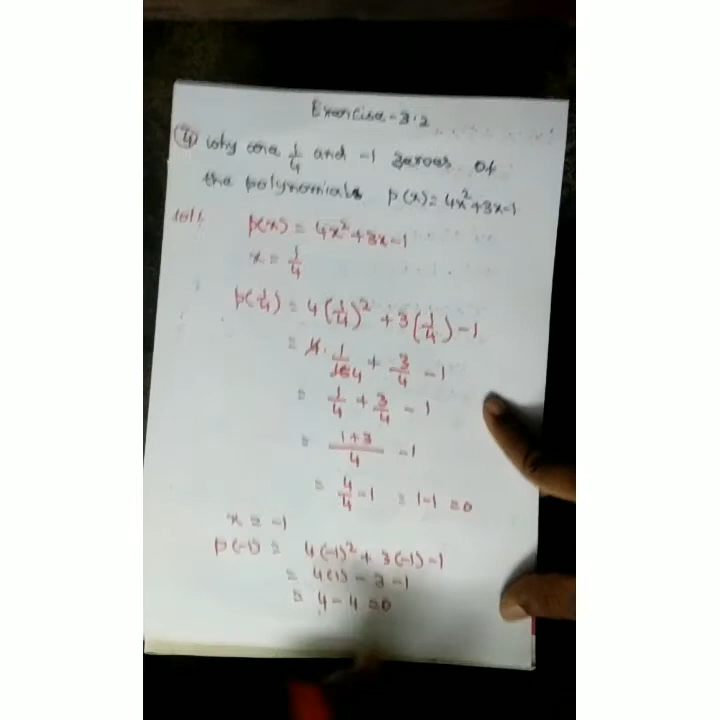 Exercise - 3.2
(4) Why are 1/4 and -1 zeroes of
the polynomials p(x) = 4x²+3x-1
Sol:
p(x) = 4x²+3x-1
x = 1/4
p(1/4) = 4(1/4)² + 3(1/4) - 1
= 4. 1/16 4 + 3/4 - 1
= 1/4 + 3/4 - 1
= 1+3/4 - 1
= 4/4 - 1 = 1-1 = 0
x = -1
p(-1) = 4(-1)² + 3(-1) - 1
= 4(1) - 3 - 1
= 4 - 4 = 0